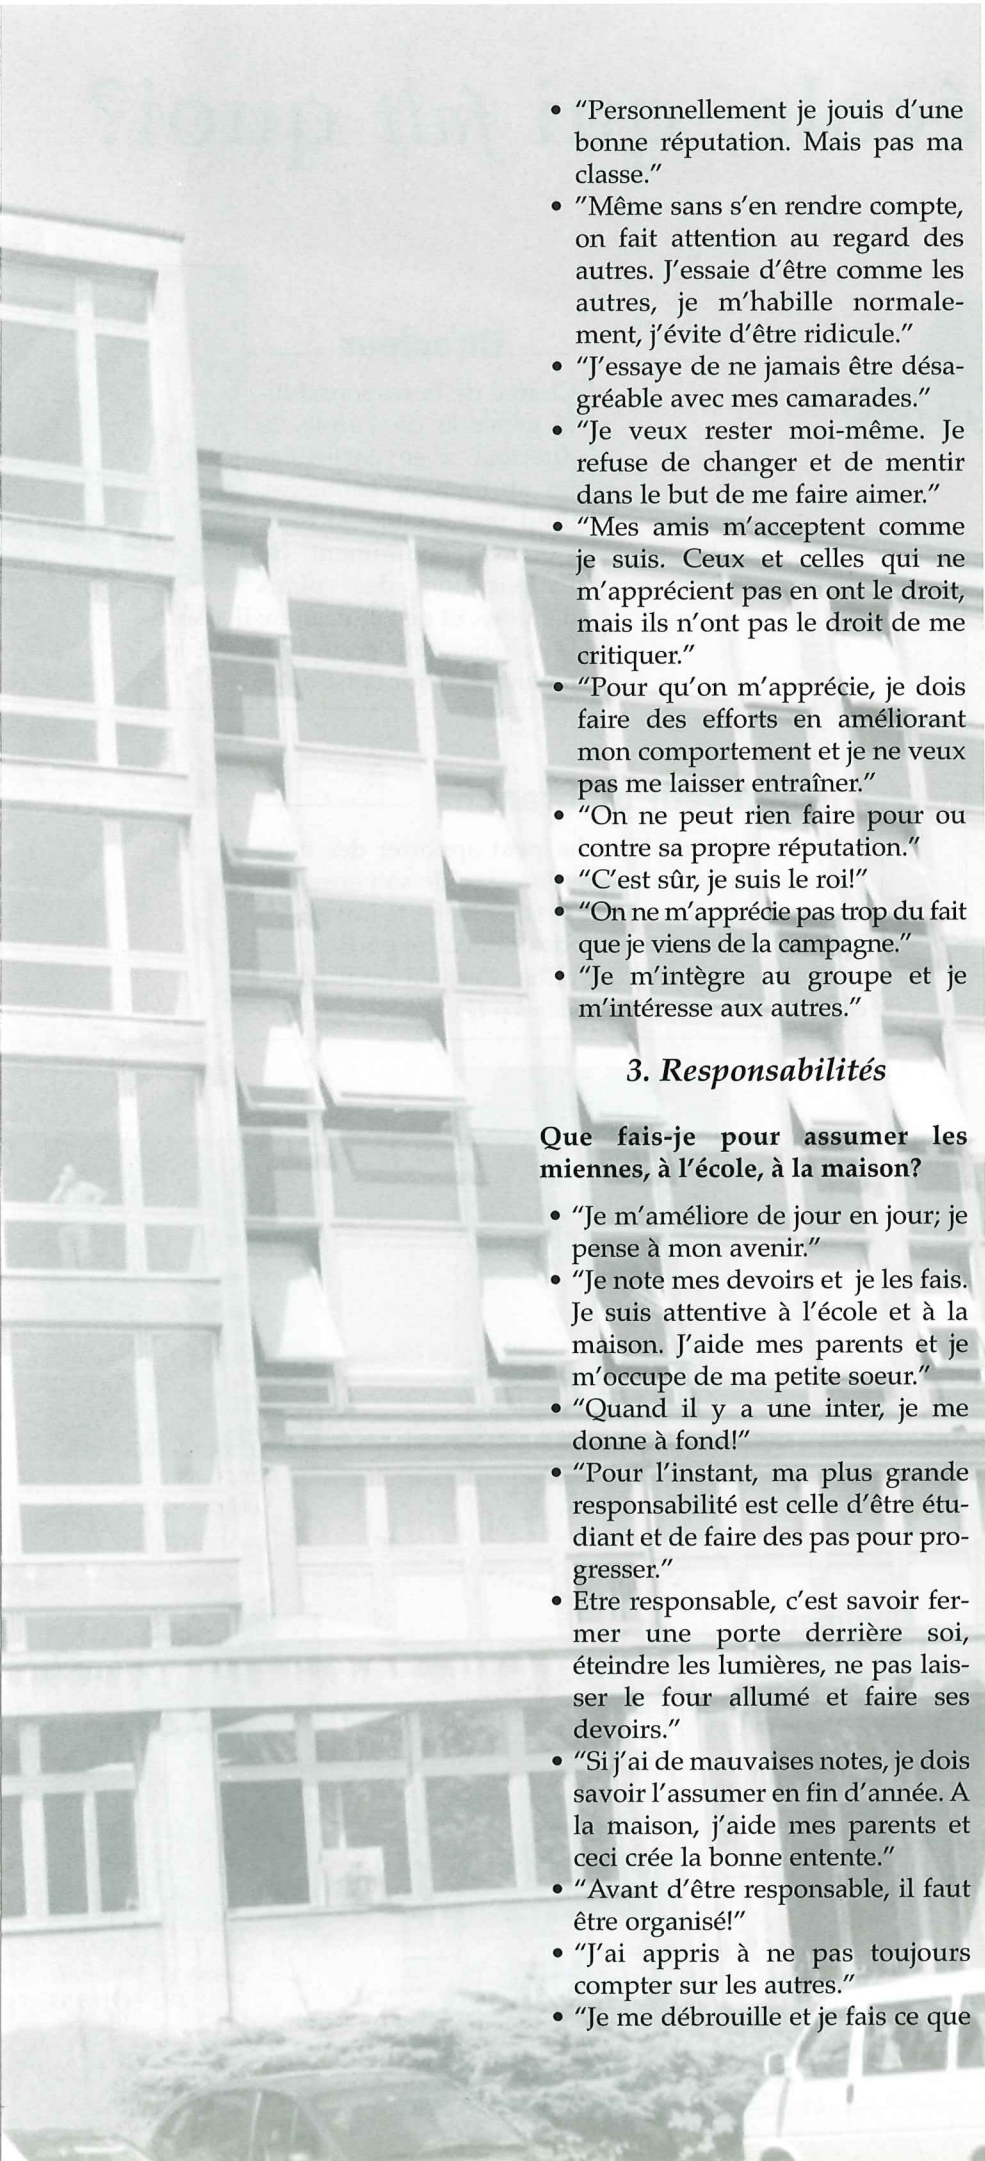 • "Personnellement je jouis d'une
bonne réputation. Mais pas ma
classe."
• "Même sans s'en rendre compte,
on fait attention au regard des
autres. J'essaie d'être comme les
autres, je m'habille normale-
ment, j'évite d'être ridicule."
• "J'essaye de ne jamais être désa-
gréable avec mes camarades."
• "Je veux rester moi-même. Je
refuse de changer et de mentir
dans le but de me faire aimer."
• "Mes amis m'acceptent comme
je suis. Ceux et celles qui ne
m'apprécient pas en ont le droit,
mais ils n'ont pas le droit de me
critiquer."
• "Pour qu'on m'apprécie, je dois
faire des efforts en améliorant
mon comportement et je ne veux
pas me laisser entraîner."
• "On ne peut rien faire pour ou
contre sa propre réputation."
• "C'est sûr, je suis le roi!"
• "On ne m'apprécie pas trop du fait
que je viens de la campagne."
• "Je m'intègre au groupe et je
m'intéresse aux autres."
3. Responsabilités
Que fais-je pour assumer les
miennes, à l'école, à la maison?
• "Je m'améliore de jour en jour; je
pense à mon avenir."
• "Je note mes devoirs et je les fais.
Je suis attentive à l'école et à la
maison. J'aide mes parents et je
m'occupe de ma petite soeur."
• "Quand il y a une inter, je me
donne à fond!"
• "Pour l'instant, ma plus grande
responsabilité est celle d'être étu-
diant et de faire des pas pour pro-
gresser."
• Etre responsable, c'est savoir fer-
mer une porte derrière soi,
éteindre les lumières, ne pas lais-
ser le four allumé et faire ses
devoirs."
• "Si j'ai de mauvaises notes, je dois
savoir l'assumer en fin d'année. A
la maison, j'aide mes parents et
ceci crée la bonne entente."
• "Avant d'être responsable, il faut
être organisé!"
• "J'ai appris à ne pas toujours
compter sur les autres."
• "Je me débrouille et je fais ce que